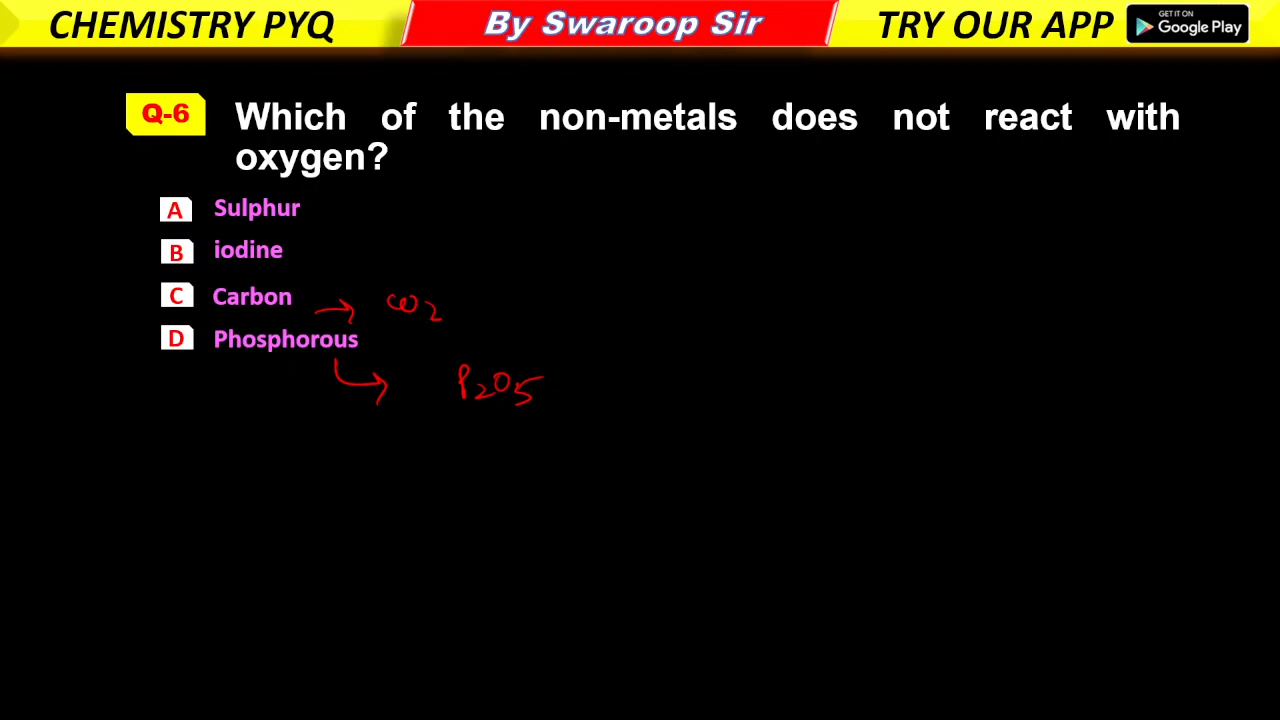 CHEMISTRY PYQ By Swaroop Sir TRY OUR APP GET IT ON Google Play
Q-6 Which of the non-metals does not react with
oxygen?
A Sulphur
B iodine
C Carbon → CO2
D Phosphorous
P2O5